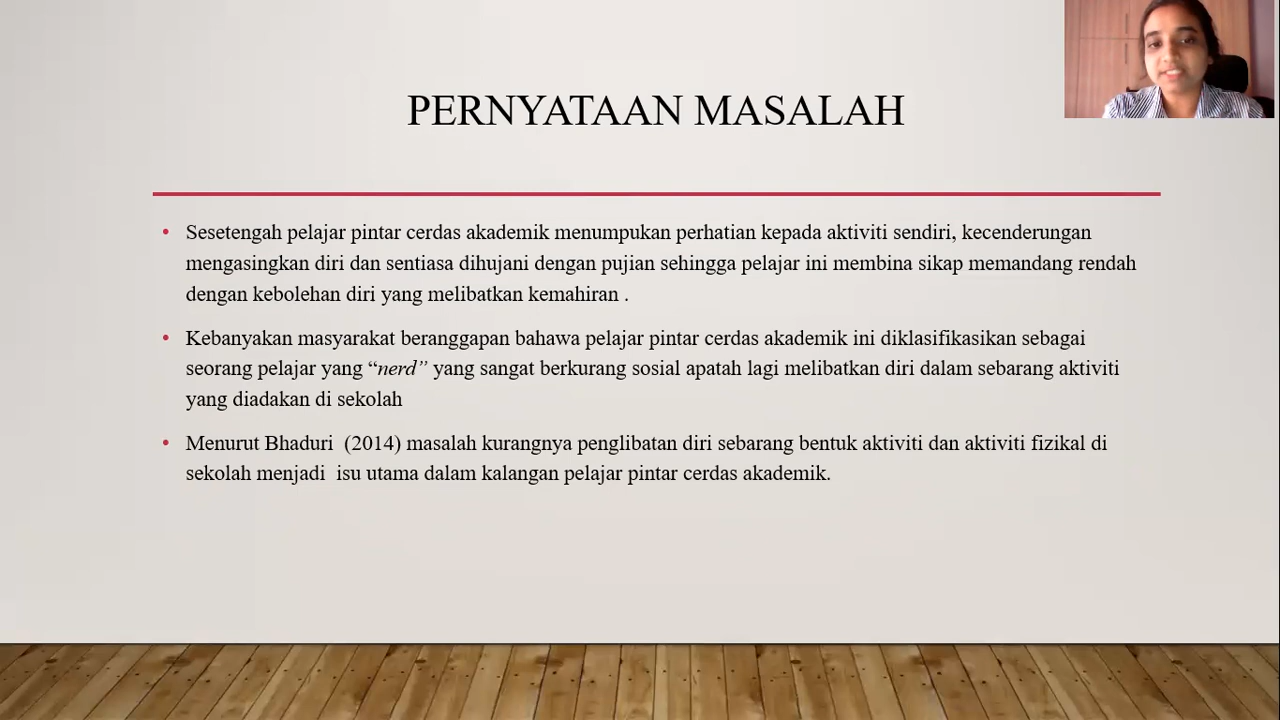 PERNYATAAN MASALAH
• Sesetengah pelajar pintar cerdas akademik menumpukan perhatian kepada aktiviti sendiri, kecenderungan
mengasingkan diri dan sentiasa dihujani dengan pujian sehingga pelajar ini membina sikap memandang rendah
dengan kebolehan diri yang melibatkan kemahiran .
• Kebanyakan masyarakat beranggapan bahawa pelajar pintar cerdas akademik ini diklasifikasikan sebagai
seorang pelajar yang “nerd” yang sangat berkurang sosial apatah lagi melibatkan diri dalam sebarang aktiviti
yang diadakan di sekolah
• Menurut Bhaduri  (2014) masalah kurangnya penglibatan diri sebarang bentuk aktiviti dan aktiviti fizikal di
sekolah menjadi  isu utama dalam kalangan pelajar pintar cerdas akademik.